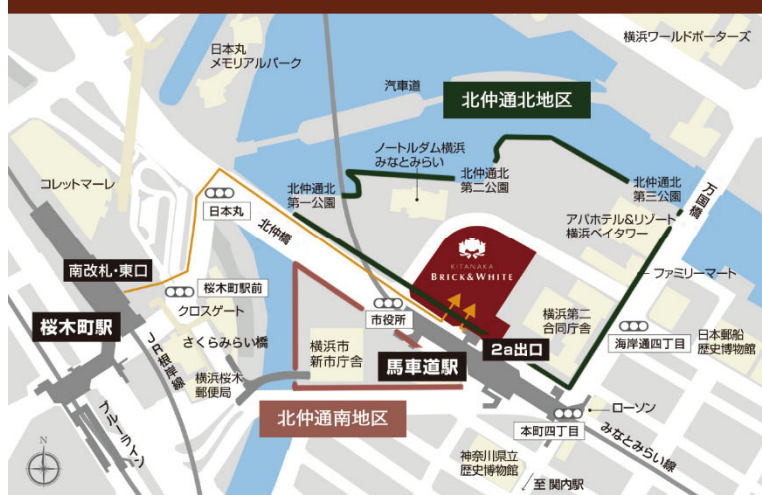 横浜ワールドポーターズ
日本丸
メモリアルパーク
汽車道
北仲通北地区
ノートルダム横浜
みなとみらい
コレットマーレ
北仲通北
第一公園
北仲通北
第二公園
北仲通北
第三公園
万国橋
日本丸
北仲橋
アパホテル&リゾート
横浜ベイタワー
KITANAKA
BRICK & WHITE
ファミリーマート
南改札・東口
桜木町駅前
クロスゲート
市役所
横浜第二
合同庁舎
海岸通四丁目
日本郵船
歴史博物館
桜木町駅
さくらみらい橋
横浜市
新市庁舎
馬車道駅
2a出口
JR根岸線
横浜桜木
郵便局
北仲通南地区
ローソン
本町四丁目
みなとみらい線
ブルーライン
神奈川県立
歴史博物館
至 関内駅
N